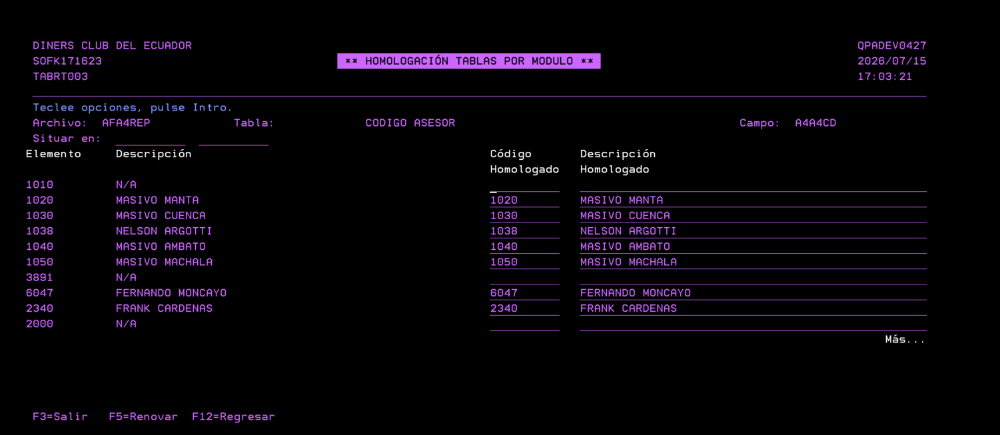 DINERS CLUB DEL ECUADOR QPADEV0427
SOFK171623 ** HOMOLOGACIÓN TABLAS POR MODULO ** 2026/07/15
TABRT003 17:03:21
Teclee opciones, pulse Intro.
Archivo: AFA4REP Tabla: CODIGO ASESOR Campo: A4A4CD
Situar en:
Elemento Descripción Código Descripción
Homologado Homologado
1010 N/A
1020 MASIVO MANTA 1020 MASIVO MANTA
1030 MASIVO CUENCA 1030 MASIVO CUENCA
1038 NELSON ARGOTTI 1038 NELSON ARGOTTI
1040 MASIVO AMBATO 1040 MASIVO AMBATO
1050 MASIVO MACHALA 1050 MASIVO MACHALA
3891 N/A
6047 FERNANDO MONCAYO 6047 FERNANDO MONCAYO
2340 FRANK CARDENAS 2340 FRANK CARDENAS
2000 N/A
Más...
F3=Salir F5=Renovar F12=Regresar